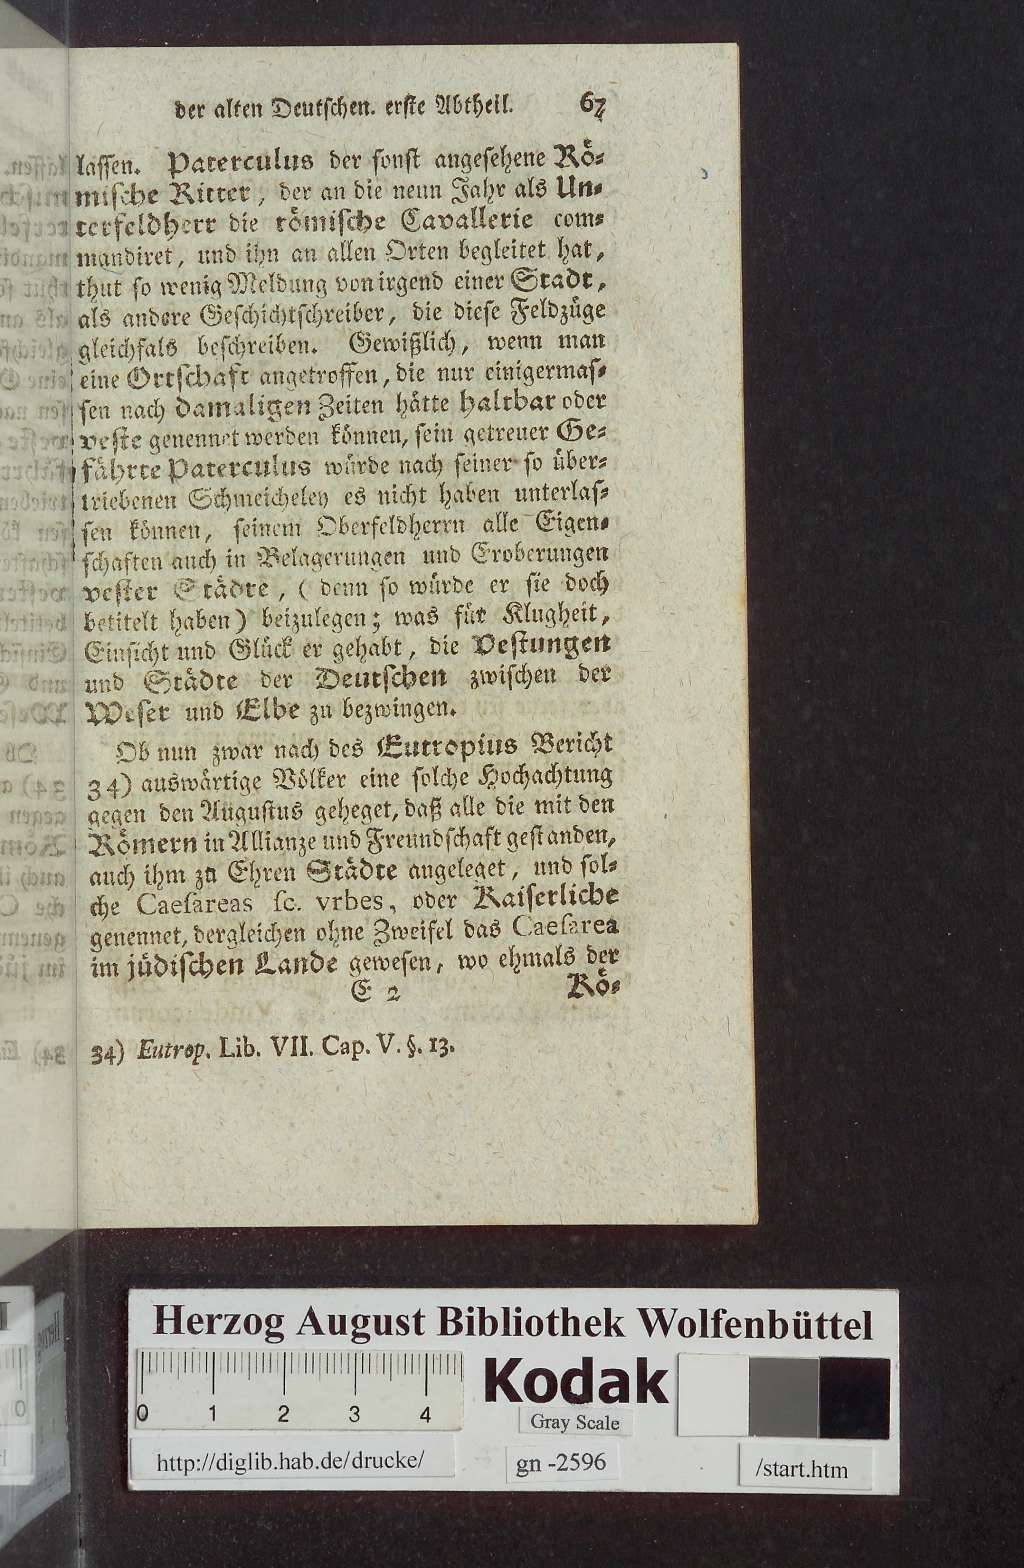 der alten Deutschen. erste Abtheil. 67
lassen. Paterculus der sonst angesehene Rö-
mische Ritter, der an die neun Jahr als Un-
terfeldherr die römische Cavallerie com-
mandiret, und ihn an allen Orten begleitet hat,
thut so wenig Meldung von irgend einer Stadt,
als andere Geschichtschreiber, die diese Feldzüge
gleichfals beschreiben. Gewißlich, wenn man
eine Ortschaft angetroffen, die nur einigermas-
sen nach damaligen Zeiten hätte haltbar oder
veste genennet werden können, sein getreuer Ge-
fährte Paterculus würde nach seiner so über-
triebenen Schmeicheley es nicht haben unterlas-
sen können, seinem Oberfeldherrn alle Eigen-
schaften auch in Belagerungen und Eroberungen
vester Städte, (denn so würde er sie doch
betitelt haben) beizulegen; was für Klugheit,
Einsicht und Glück er gehabt, die Vestungen
und Städte der Deutschen zwischen der
Weser und Elbe zu bezwingen.
Ob nun zwar nach des Eutropius Bericht
34) auswärtige Völker eine solche Hochachtung
gegen den Augustus geheget, daß alle die mit den
Römern in Allianze und Freundschaft gestanden,
auch ihm zu Ehren Städte angeleget, und sol-
che Caesareas sc. vrbes, oder Kaiserliche
genennet, dergleichen ohne Zweifel das Caesarea
im jüdischen Lande gewesen, wo ehmals der
E 2 Rö-
34) Eutrop. Lib. VII. Cap. V. §. 13.
Herzog August Bibliothek Wolfenbüttel
0 1 2 3 4
Kodak
Gray Scale
http://diglib.hab.de/drucke/ gn -2596 /start.htm